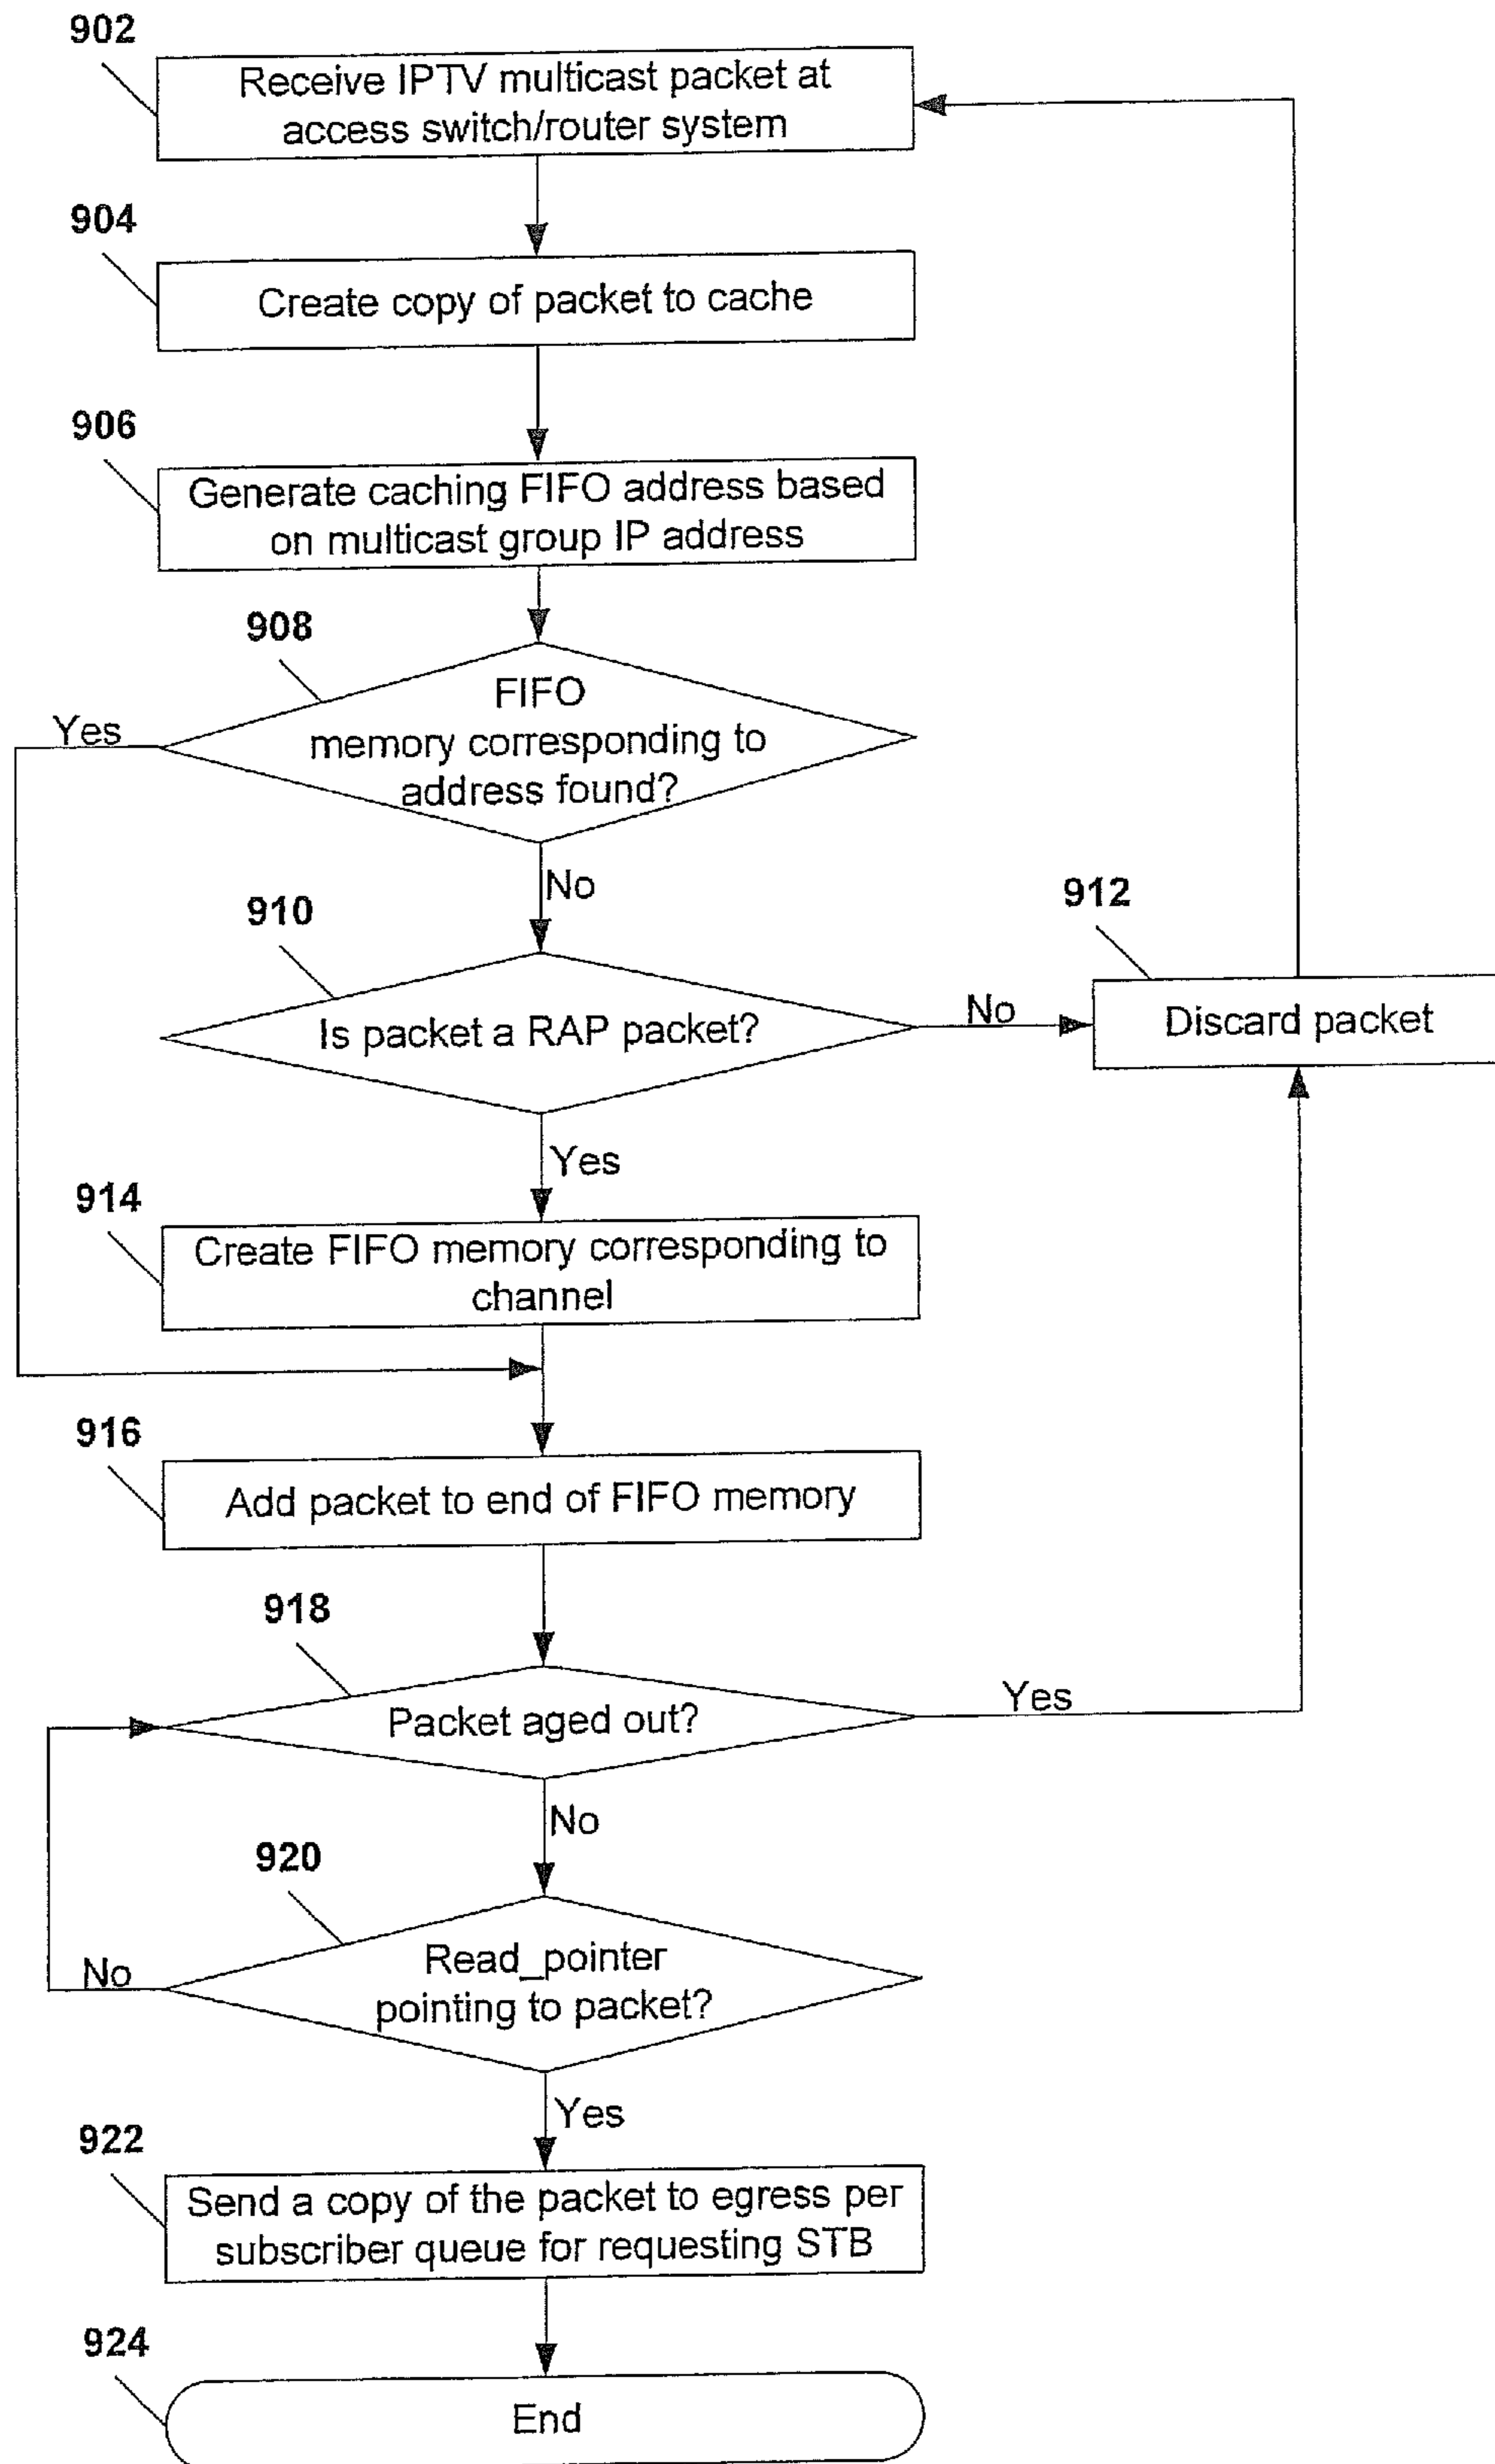 902
Receive IPTV multicast packet at
access switch/router system
904
Create copy of packet to cache
906
Generate caching FIFO address based
on multicast group IP address
908
FIFO
memory corresponding to
address found?
Yes
No
910
Is packet a RAP packet?
No
912
Discard packet
Yes
914
Create FIFO memory corresponding to
channel
916
Add packet to end of FIFO memory
918
Packet aged out?
Yes
No
920
Read_pointer
pointing to packet?
No
Yes
922
Send a copy of the packet to egress per
subscriber queue for requesting STB
924
End